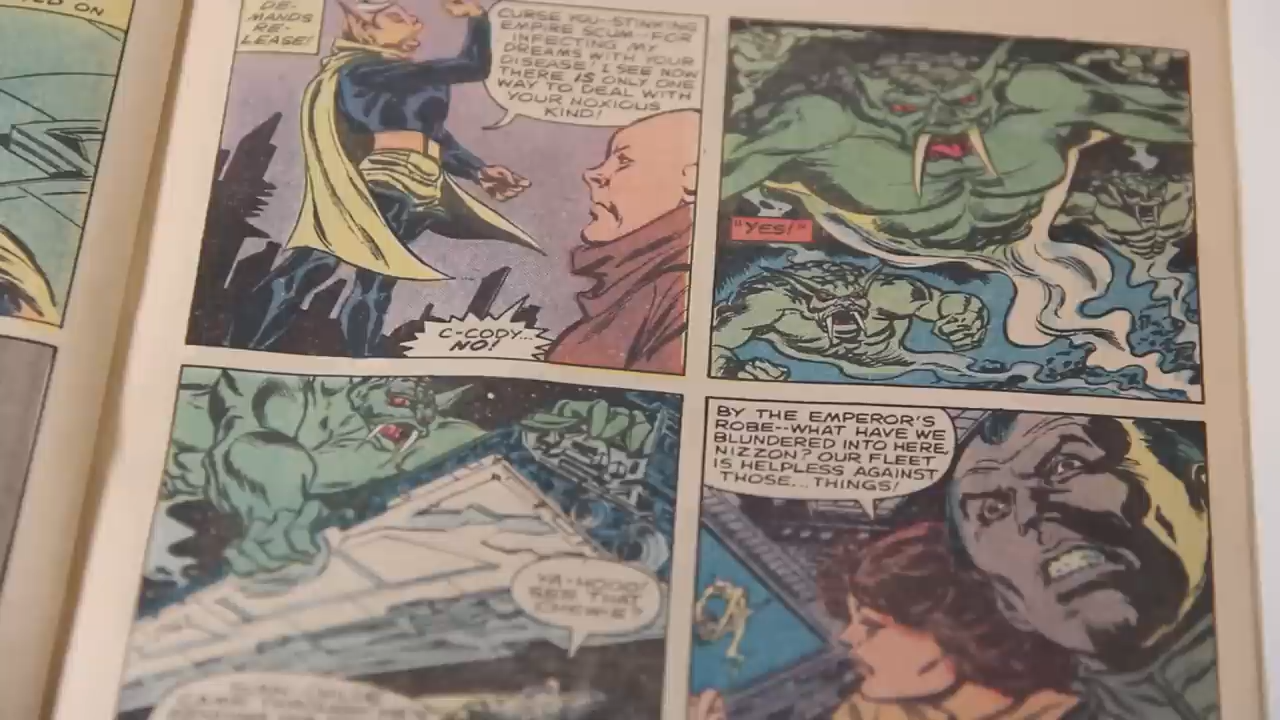 ED ON
DE-
MANDS
RE-
LEASE!
CURSE YOU--STINKING
EMPIRE SCUM--FOR
INFECTING MY
DREAMS WITH YOUR
DISEASE! I SEE NOW
THERE IS ONLY ONE
WAY TO DEAL WITH
YOUR NOXIOUS
KIND!
C-CODY...
NO!
"YES!"
YA-HOOO!
SEE THAT,
CHEWIE?
BY THE EMPEROR'S
ROBE--WHAT HAVE WE
BLUNDERED INTO HERE,
NIZZON? OUR FLEET
IS HELPLESS AGAINST
THOSE...THINGS!